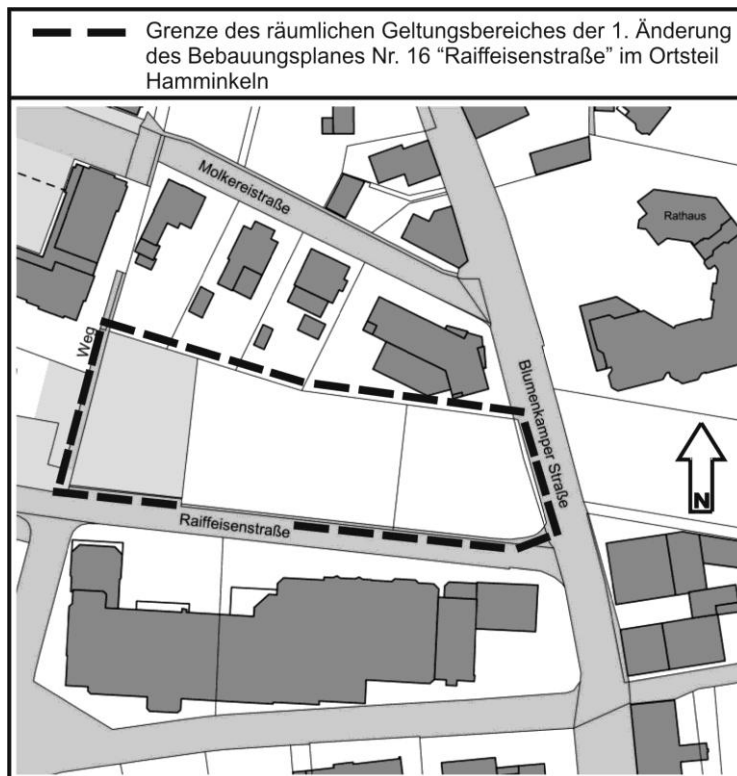 Grenze des räumlichen Geltungsbereiches der 1. Änderung
des Bebauungsplanes Nr. 16 “Raiffeisenstraße” im Ortsteil
Hamminkeln
Molkereistraße
Rathaus
Weg
Blumenkamper Straße
N
Raiffeisenstraße